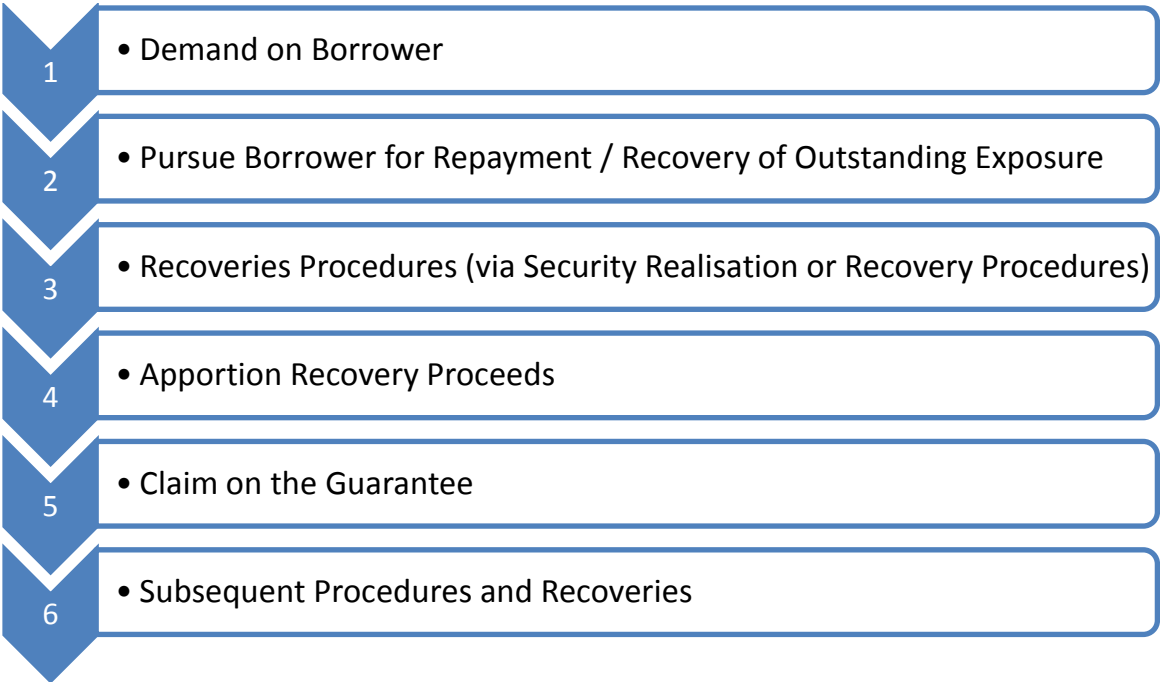 1 • Demand on Borrower
2 • Pursue Borrower for Repayment / Recovery of Outstanding Exposure
3 • Recoveries Procedures (via Security Realisation or Recovery Procedures)
4 • Apportion Recovery Proceeds
5 • Claim on the Guarantee
6 • Subsequent Procedures and Recoveries